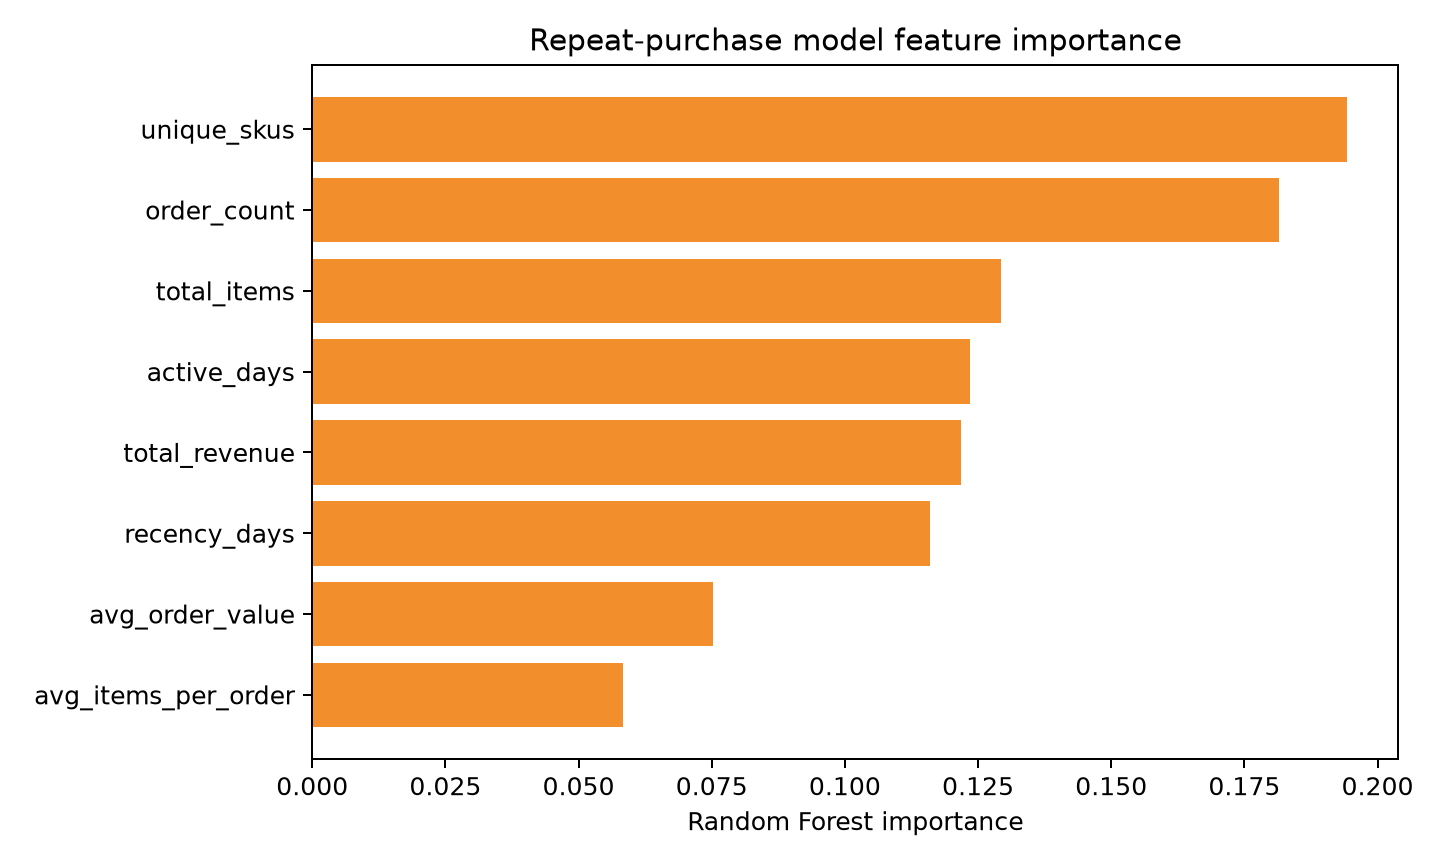 Repeat-purchase model feature importance
unique_skus
order_count
total_items
active_days
total_revenue
recency_days
avg_order_value
avg_items_per_order
0.000 0.025 0.050 0.075 0.100 0.125 0.150 0.175 0.200
Random Forest importance